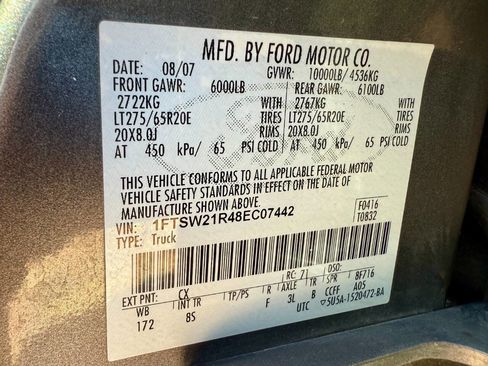 MFD. BY FORD MOTOR CO.
DATE: 08/07 GVWR: 10000LB/ 4536KG
FRONT GAWR: 6000LB REAR GAWR: 6100LB
2722KG 2767KG
LT275/65R20E TIRES LT275/65R20E TIRES
20X8.0J RIMS 20X8.0J RIMS
AT 450 kPa/ 65 PSI COLD AT 450 kPa/ 65 PSI COLD
THIS VEHICLE CONFORMS TO ALL APPLICABLE FEDERAL MOTOR
VEHICLE SAFETY STANDARDS IN EFFECT ON THE DATE OF
MANUFACTURE SHOWN ABOVE.
VIN: 1FTSW21R48EC07442 F0416
TYPE: Truck T0832
EXT PNT: CX RC: 71 DSO: 8F716
WB INT TR TP/PS R AXLE TR SPR CCFF A05
172 8S F 3L B UTC ▽5U5A-1520472-BA